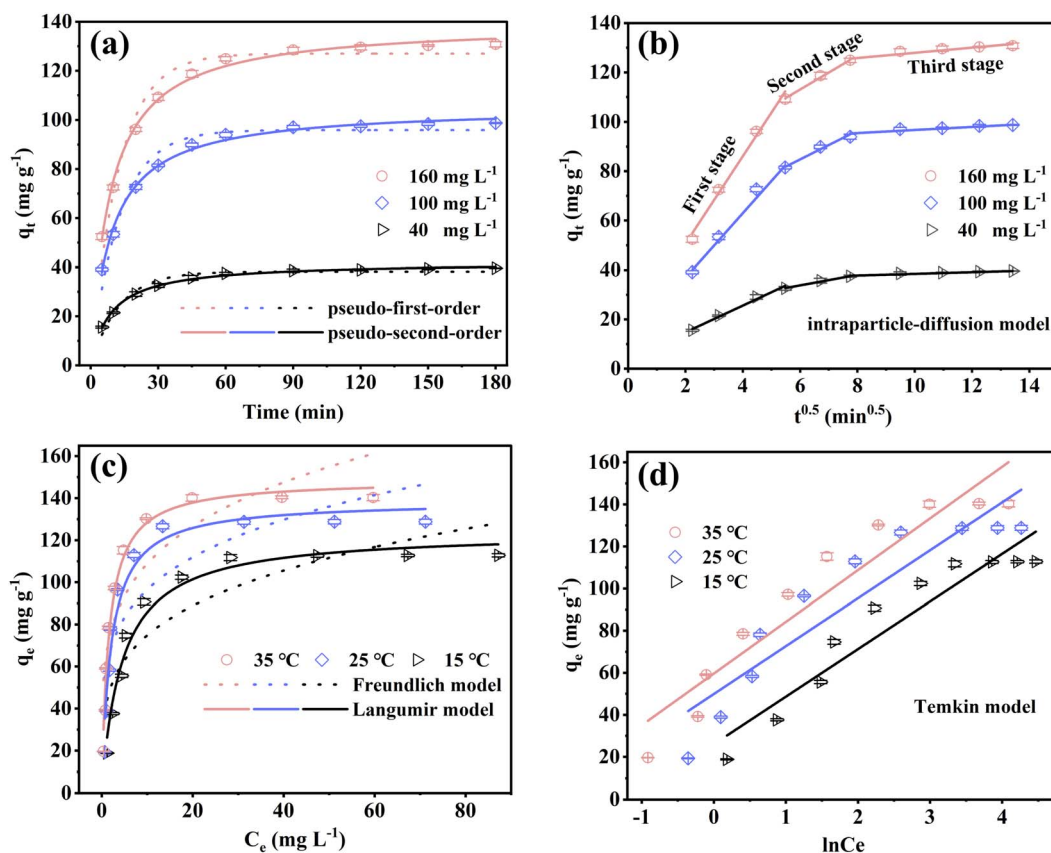 (a)
q_t (mg g⁻¹)
140
120
100
80
60
40
20
0
160 mg L⁻¹
100 mg L⁻¹
40 mg L⁻¹
pseudo-first-order
pseudo-second-order
0 30 60 90 120 150 180
Time (min)
(b)
q_t (mg g⁻¹)
140
120
100
80
60
40
20
0
First stage
Second stage
Third stage
160 mg L⁻¹
100 mg L⁻¹
40 mg L⁻¹
intraparticle-diffusion model
0 2 4 6 8 10 12 14
t⁰·⁵ (min⁰·⁵)
(c)
q_e (mg g⁻¹)
160
140
120
100
80
60
40
20
0
35 °C 25 °C 15 °C
Freundlich model
Langumir model
0 20 40 60 80
C_e (mg L⁻¹)
(d)
q_e (mg g⁻¹)
160
140
120
100
80
60
40
20
0
35 °C
25 °C
15 °C
Temkin model
-1 0 1 2 3 4
lnCe